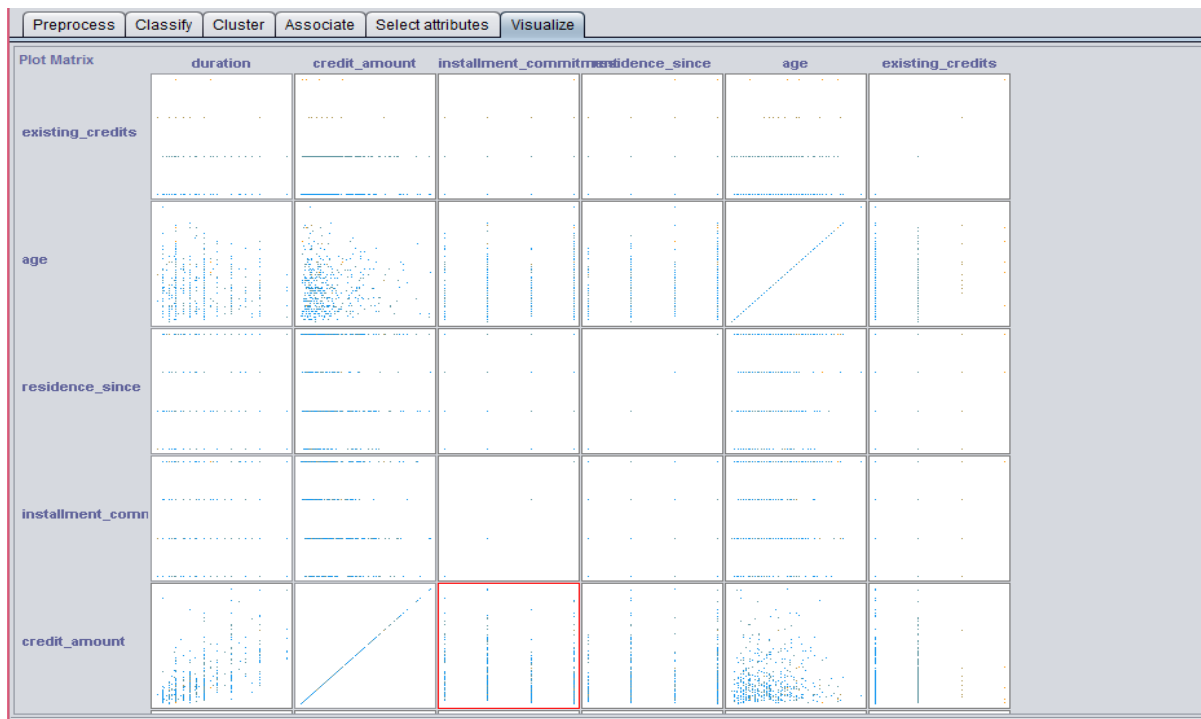 Preprocess Classify Cluster Associate Select attributes Visualize
Plot Matrix duration credit_amount installment_commitment residence_since age existing_credits
existing_credits
age
residence_since
installment_comm
credit_amount